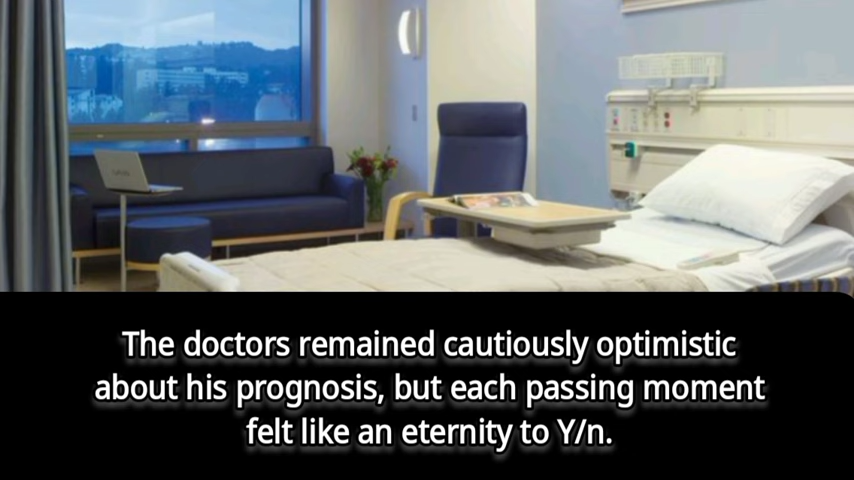 The doctors remained cautiously optimistic
about his prognosis, but each passing moment
felt like an eternity to Y/n.